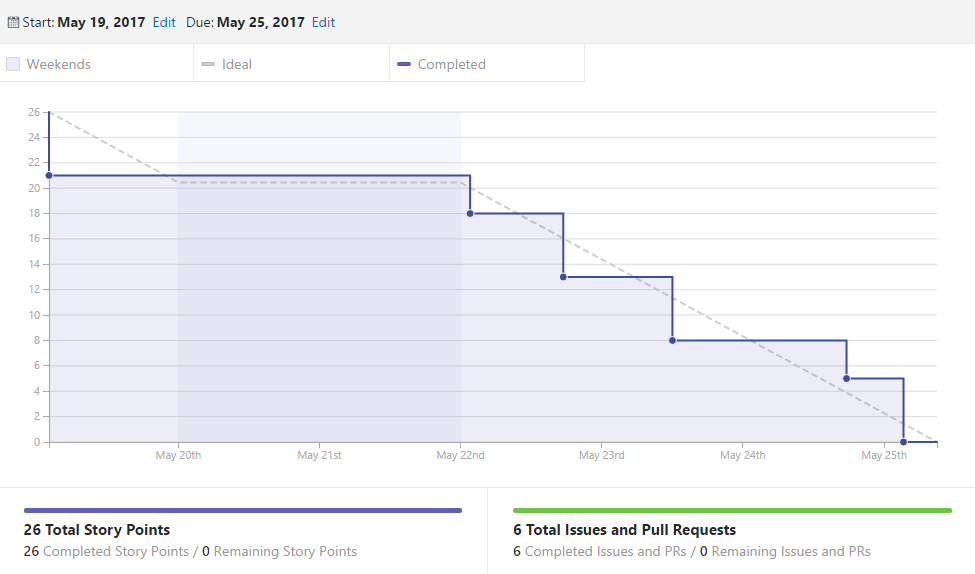 Start: May 19, 2017 Edit Due: May 25, 2017 Edit
Weekends Ideal Completed
26
24
22
20
18
16
14
12
10
8
6
4
2
0
May 20th May 21st May 22nd May 23rd May 24th May 25th
26 Total Story Points
26 Completed Story Points / 0 Remaining Story Points
6 Total Issues and Pull Requests
6 Completed Issues and PRs / 0 Remaining Issues and PRs